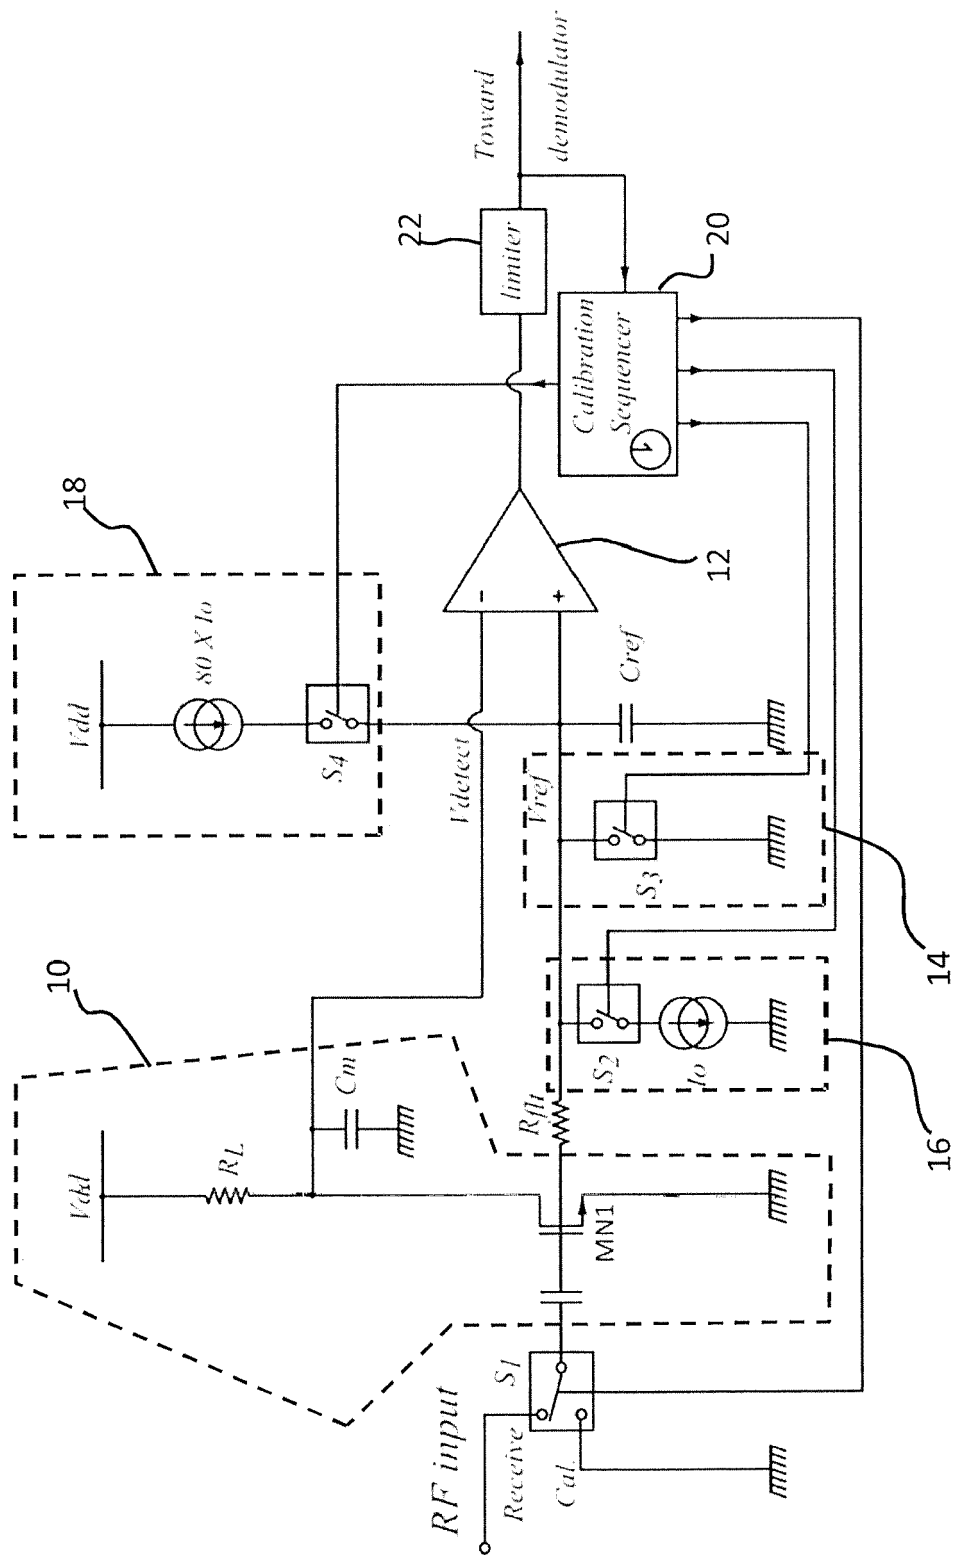 18
Vdd
80 X Io
S4
22
limiter
Toward
demodulator
10
Vdd
RL
Cm
Vdetect
-
+
12
Calibration
Sequencer
20
RF input
Receive
Cal.
S1
MN1
Rflt
Vref
S2
Io
S3
Cref
16
14